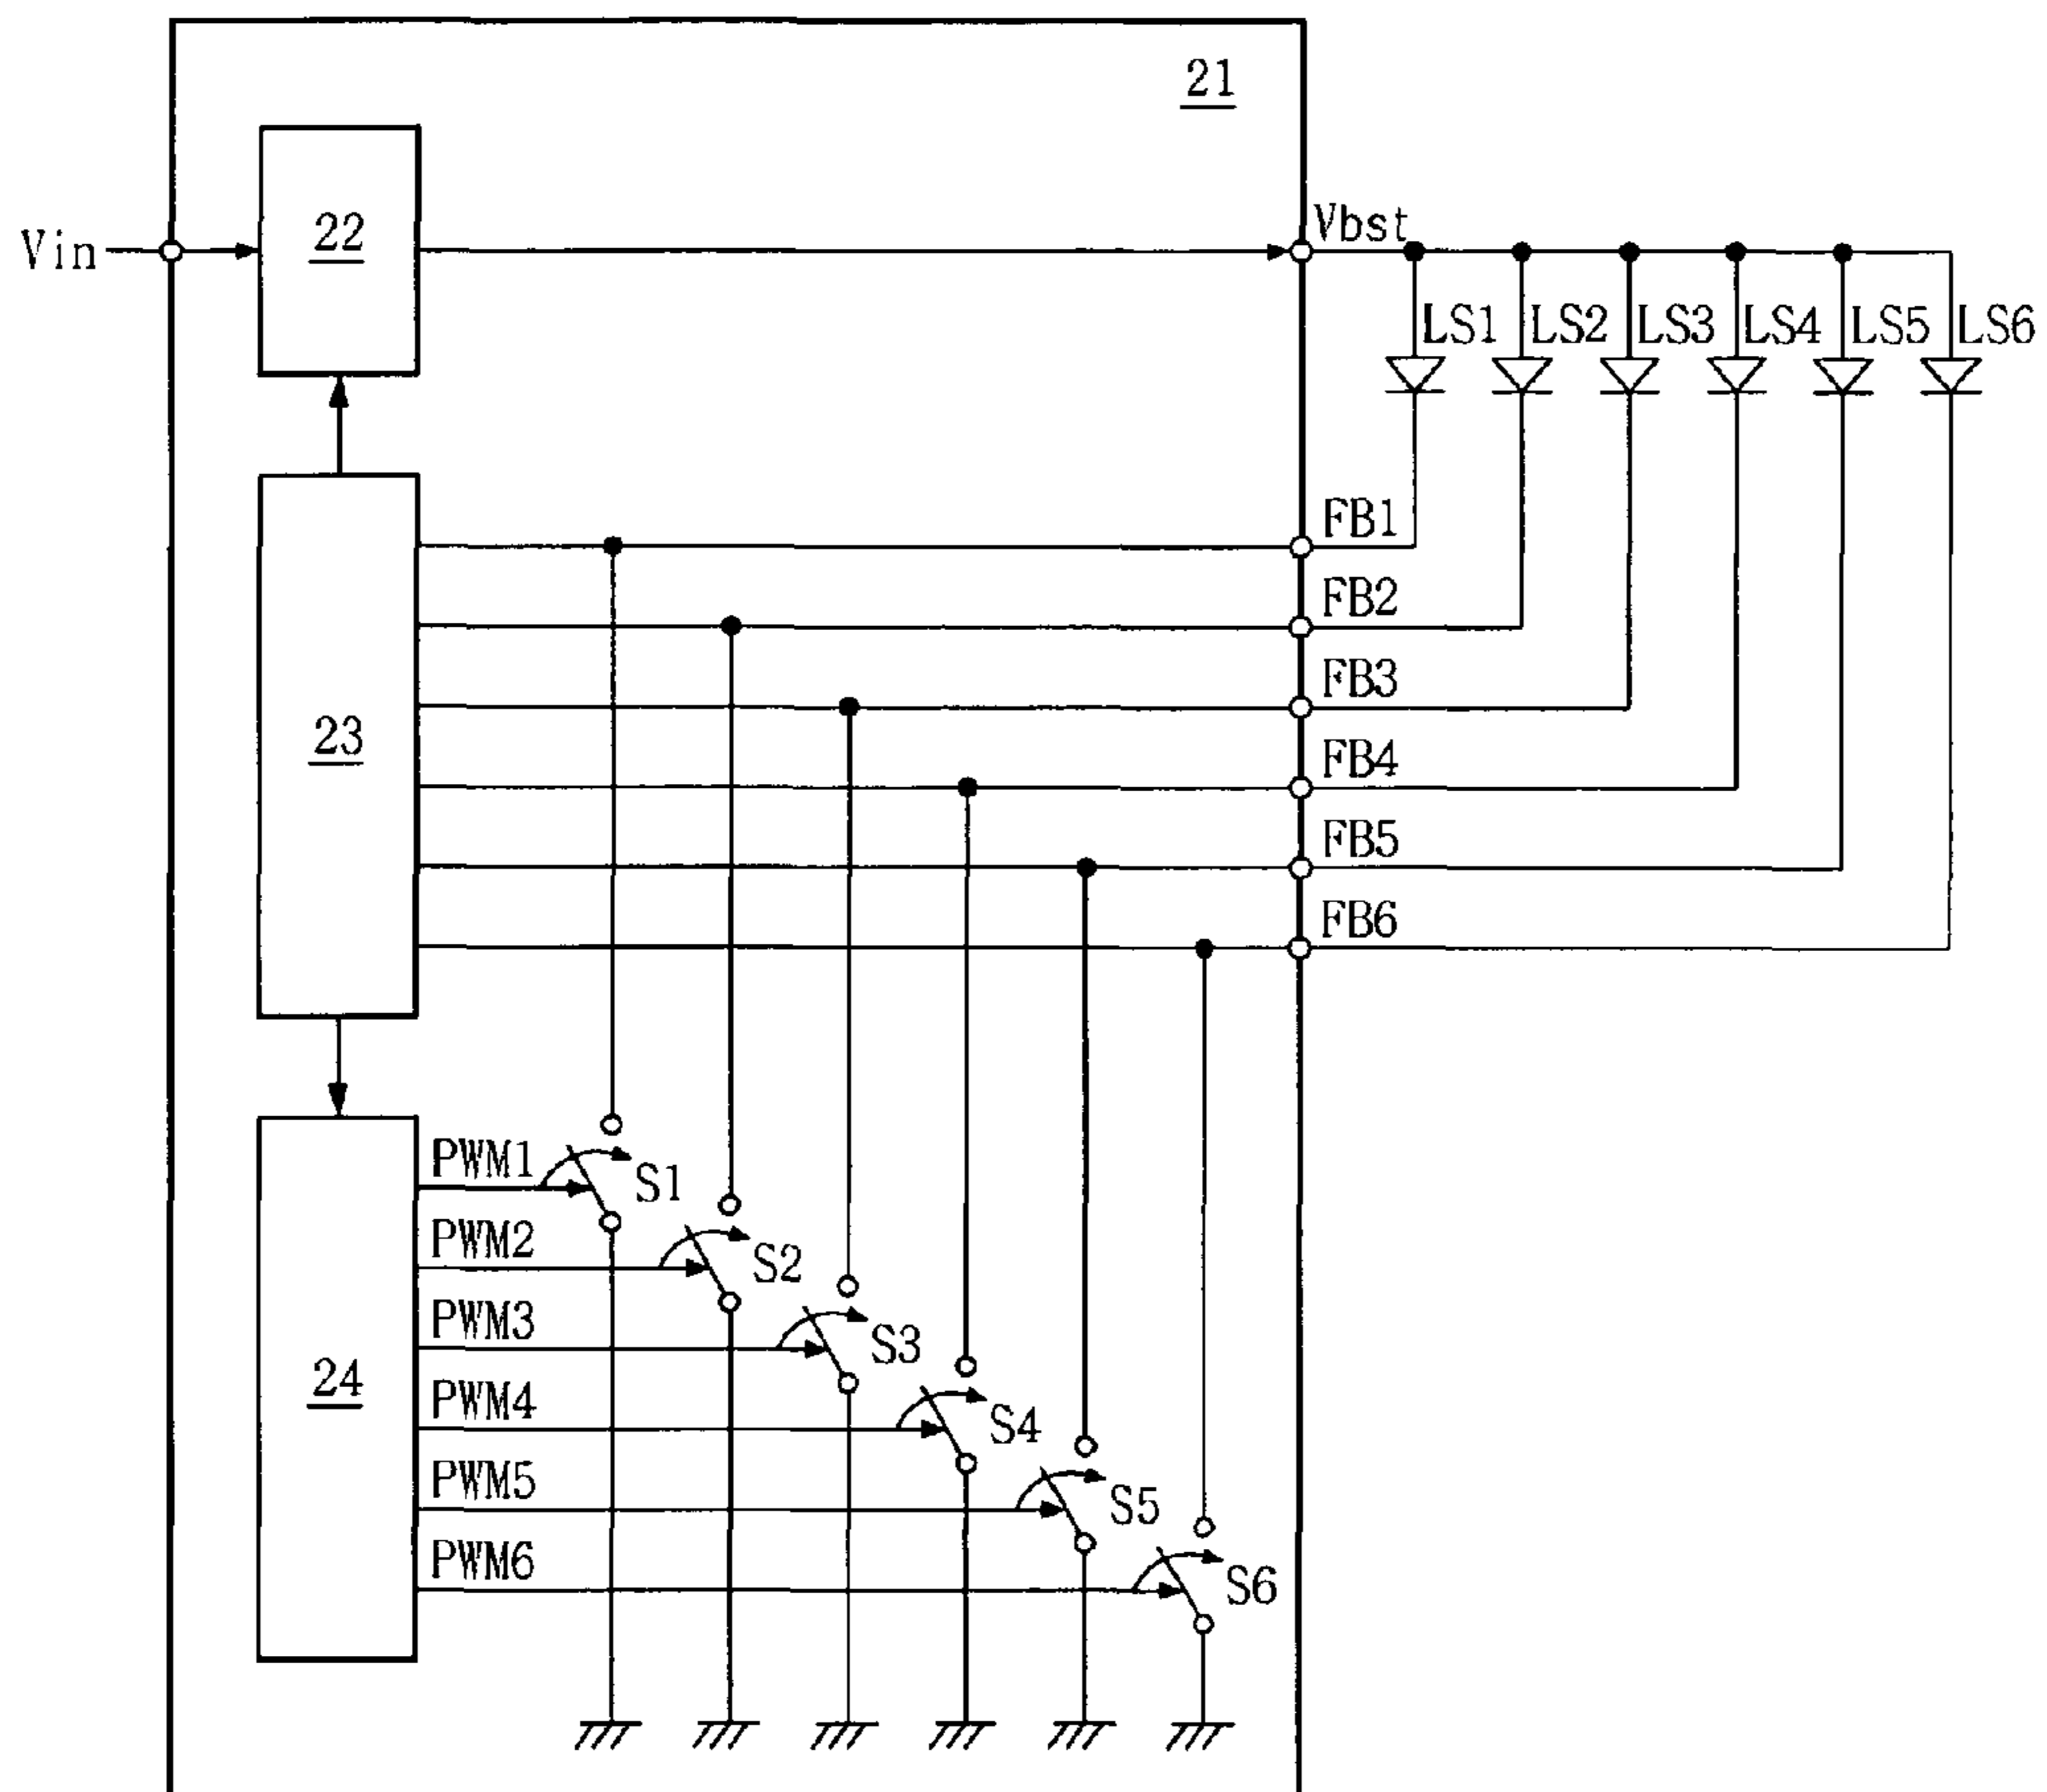 21
22
Vin
Vbst
LS1 LS2 LS3 LS4 LS5 LS6
FB1
FB2
FB3
23
FB4
FB5
FB6
PWM1
S1
PWM2
S2
PWM3
S3
24
PWM4
S4
PWM5
S5
PWM6
S6